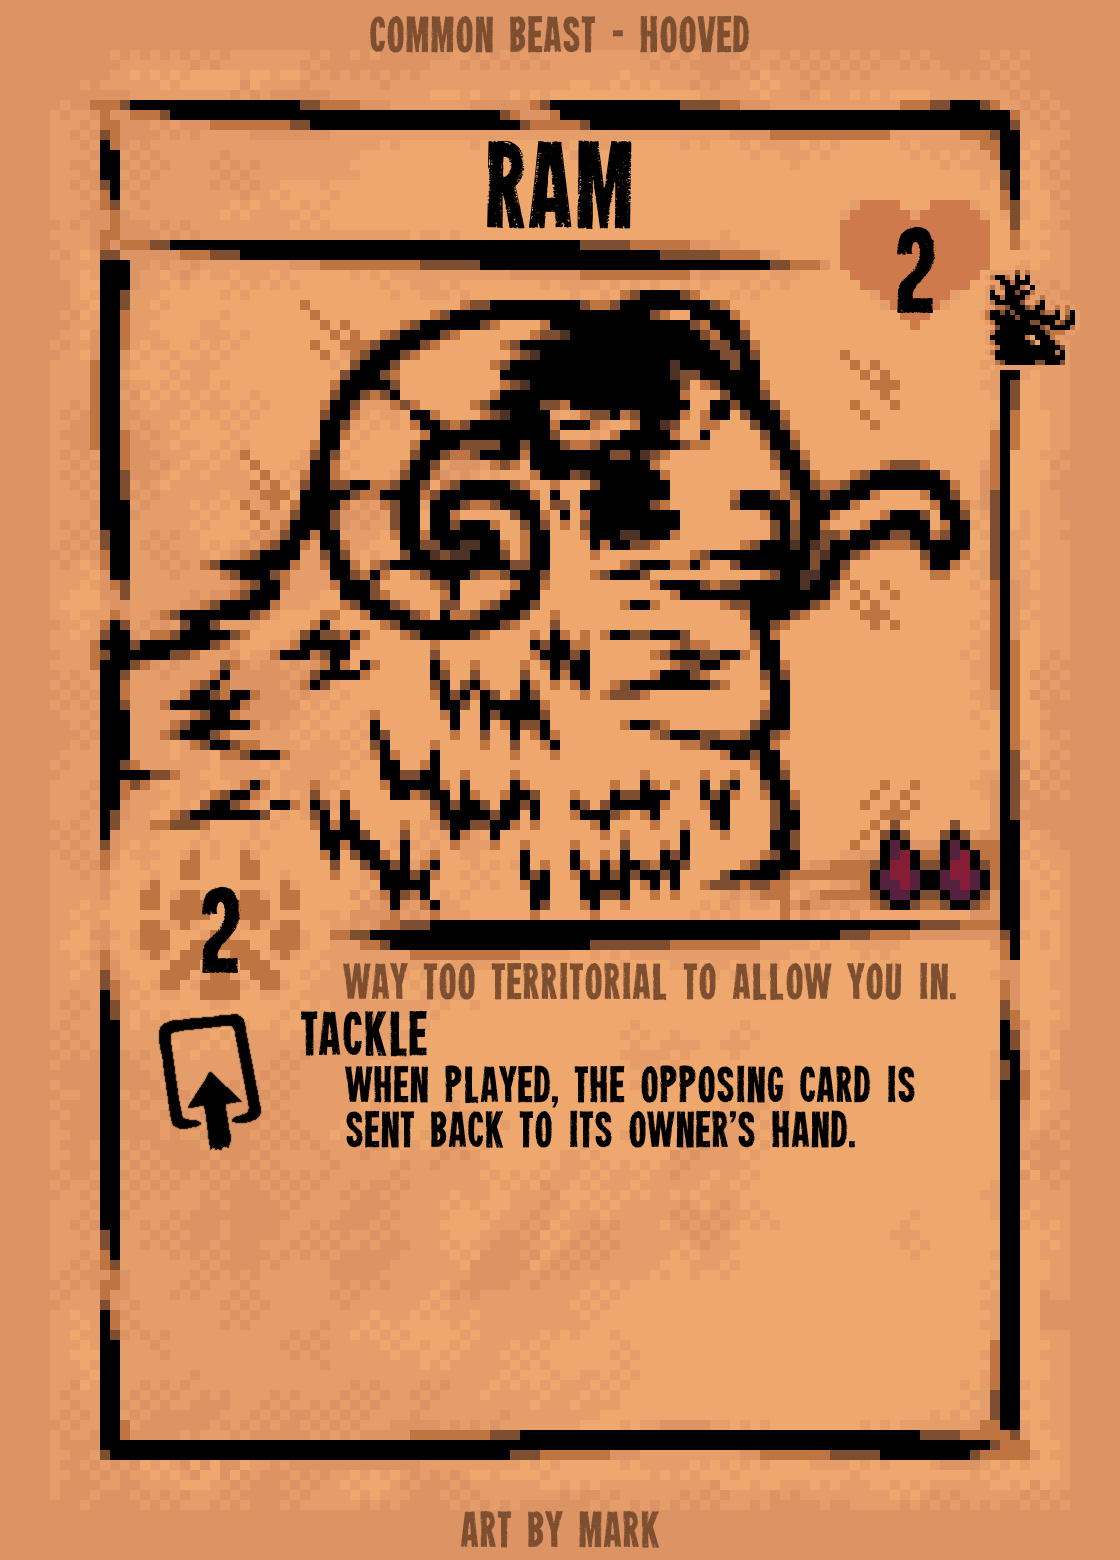 COMMON BEAST - HOOVED
RAM
2
2
WAY TOO TERRITORIAL TO ALLOW YOU IN.
TACKLE
WHEN PLAYED, THE OPPOSING CARD IS
SENT BACK TO ITS OWNER'S HAND.
ART BY MARK